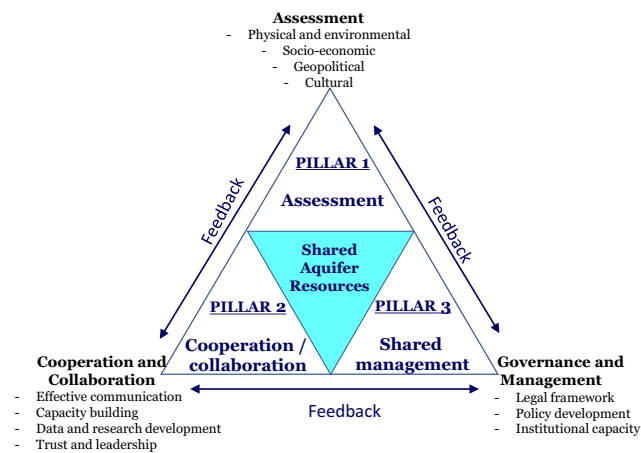 Assessment
- Physical and environmental
- Socio-economic
- Geopolitical
- Cultural
PILLAR 1
Assessment
Feedback
Feedback
Shared
Aquifer
Resources
PILLAR 2
Cooperation /
collaboration
PILLAR 3
Shared
management
Cooperation and
Collaboration
- Effective communication
- Capacity building
- Data and research development
- Trust and leadership
Feedback
Governance and
Management
- Legal framework
- Policy development
- Institutional capacity